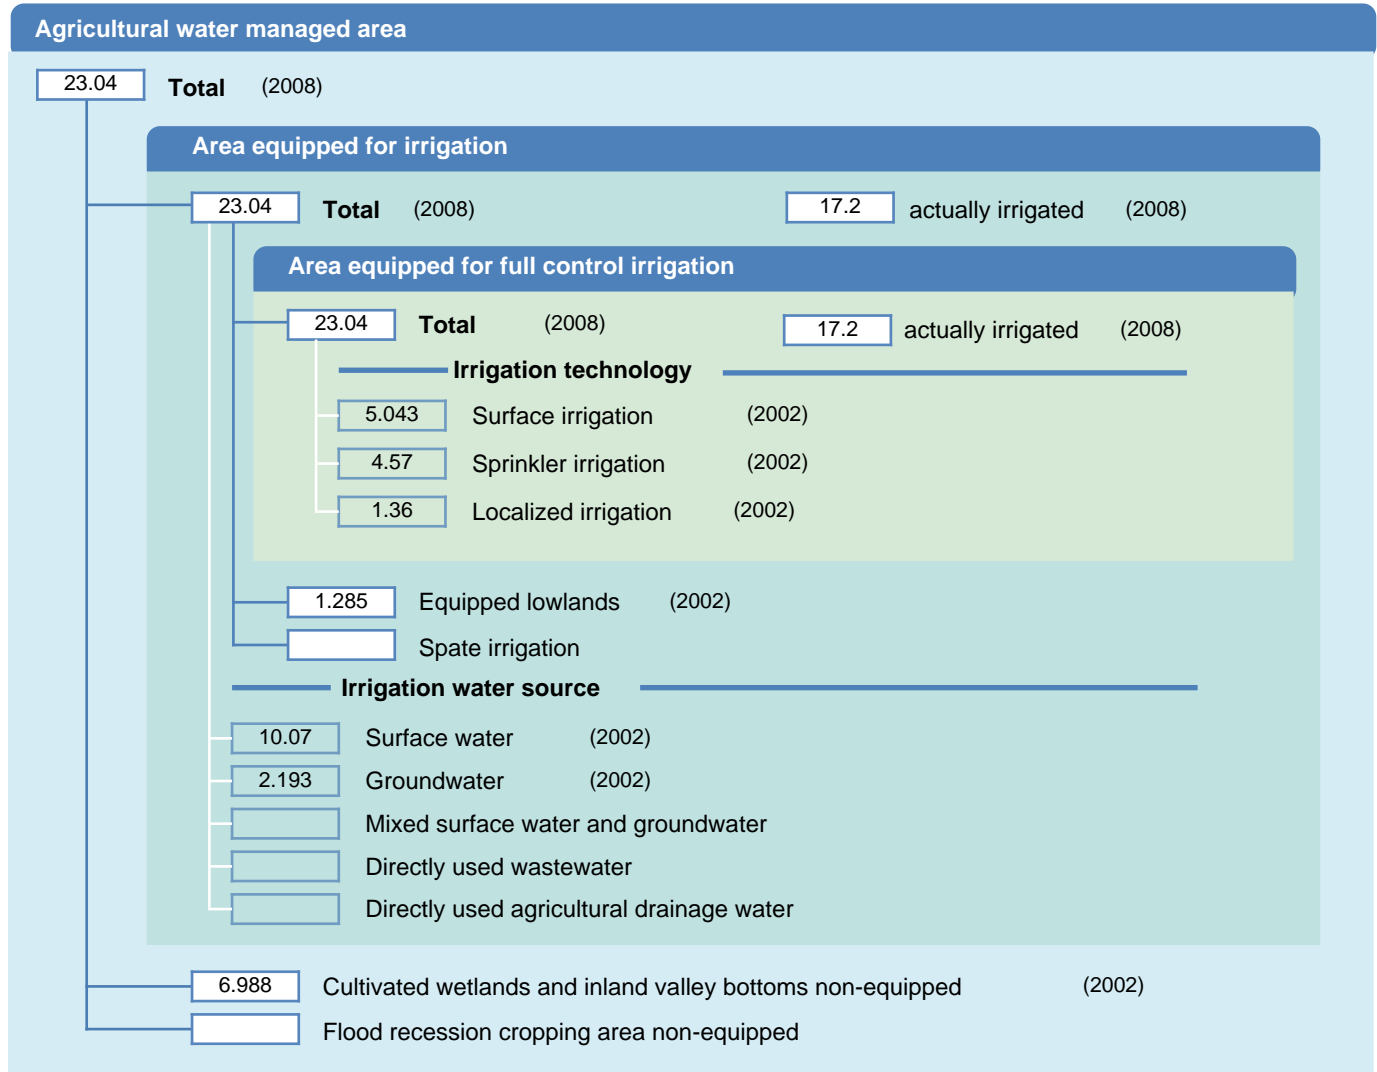 Agricultural water managed area
23.04 Total (2008)
Area equipped for irrigation
23.04 Total (2008) 17.2 actually irrigated (2008)
Area equipped for full control irrigation
23.04 Total (2008) 17.2 actually irrigated (2008)
Irrigation technology
5.043 Surface irrigation (2002)
4.57 Sprinkler irrigation (2002)
1.36 Localized irrigation (2002)
1.285 Equipped lowlands (2002)
Spate irrigation
Irrigation water source
10.07 Surface water (2002)
2.193 Groundwater (2002)
Mixed surface water and groundwater
Directly used wastewater
Directly used agricultural drainage water
6.988 Cultivated wetlands and inland valley bottoms non-equipped (2002)
Flood recession cropping area non-equipped